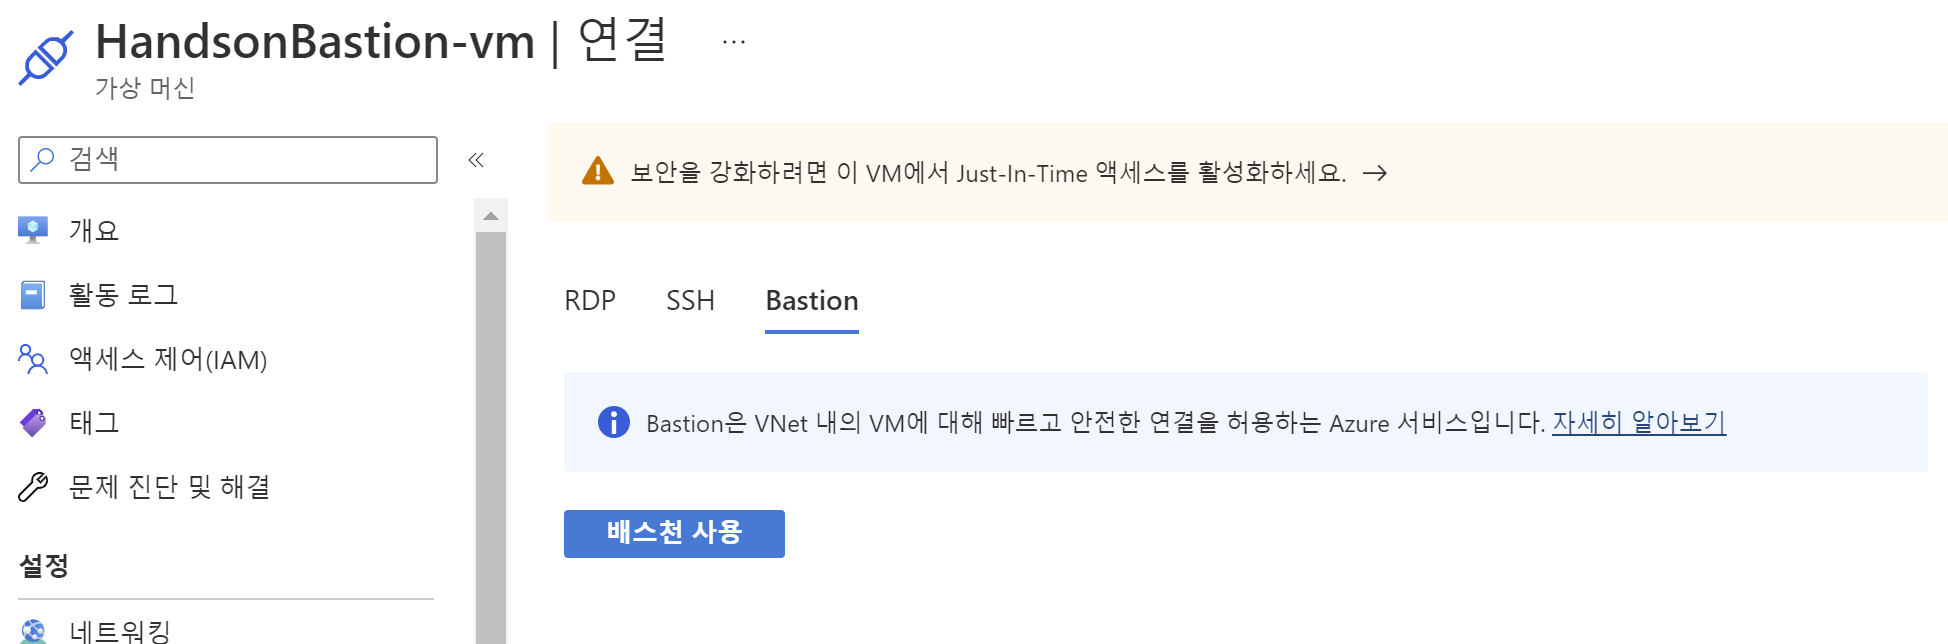 HandsonBastion-vm | 연결 ...
가상 머신
검색
«
개요
활동 로그
액세스 제어(IAM)
태그
문제 진단 및 해결
설정
네트워킹
보안을 강화하려면 이 VM에서 Just-In-Time 액세스를 활성화하세요. →
RDP SSH Bastion
Bastion은 VNet 내의 VM에 대해 빠르고 안전한 연결을 허용하는 Azure 서비스입니다. 자세히 알아보기
배스천 사용